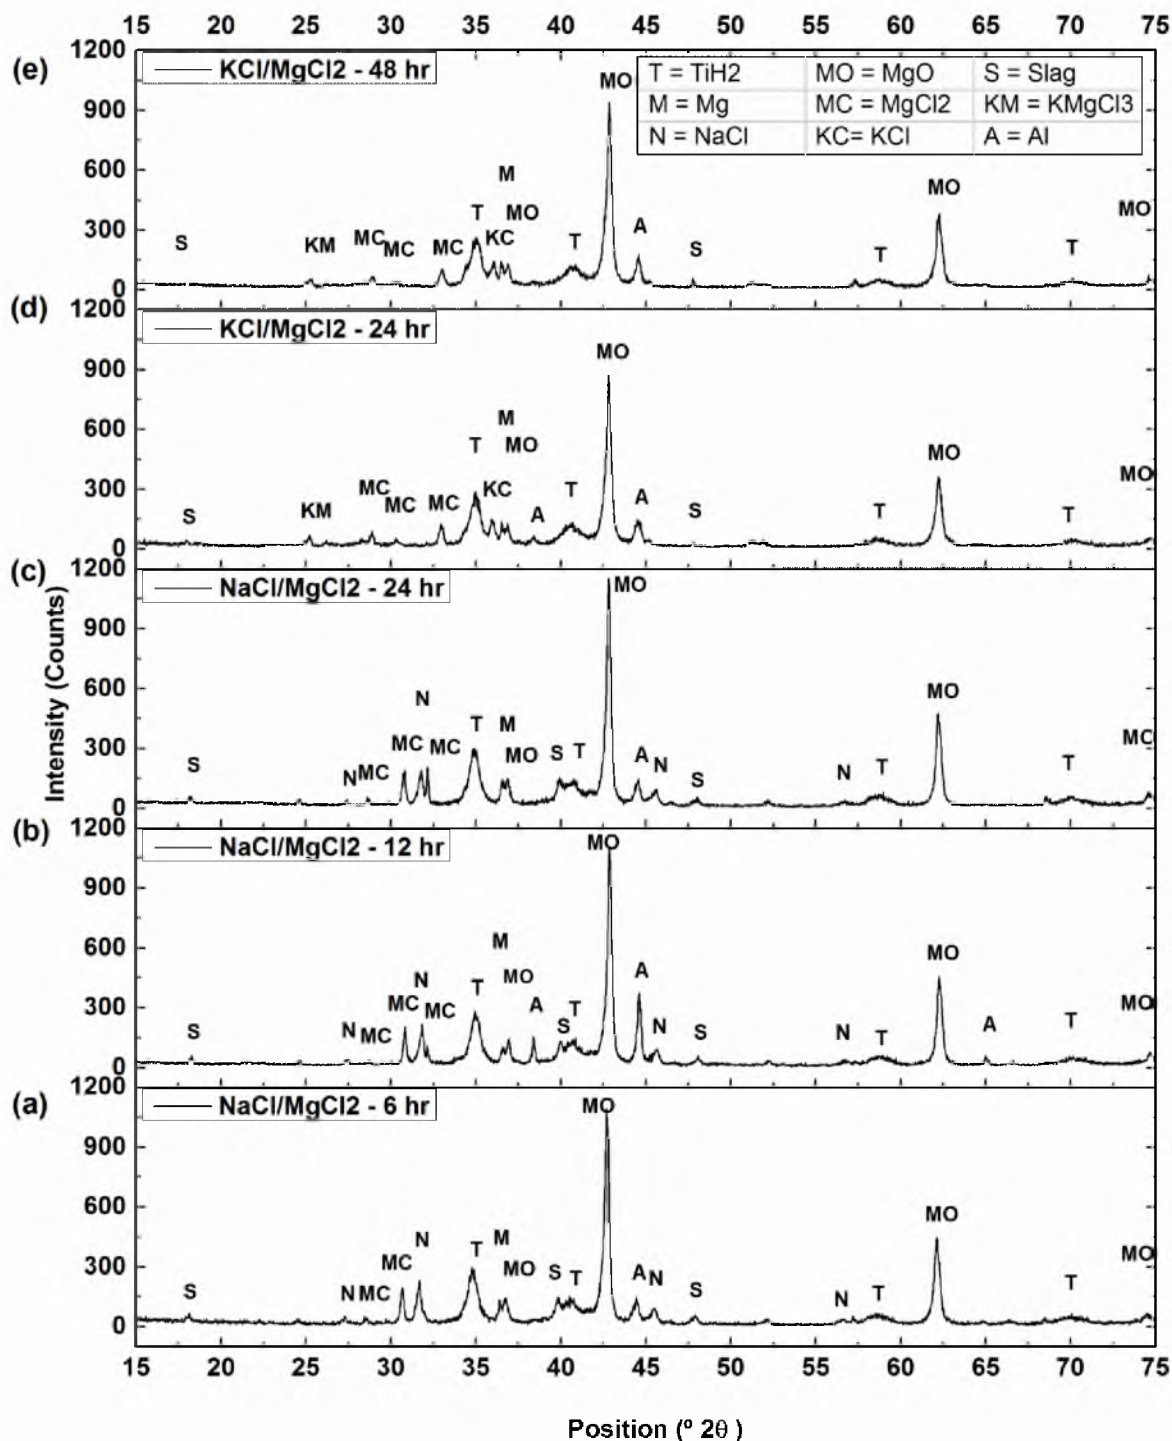 15 20 25 30 35 40 45 50 55 60 65 70 75
(e) 1200 KCl/MgCl2 - 48 hr
T = TiH2 MO = MgO S = Slag
M = Mg MC = MgCl2 KM = KMgCl3
N = NaCl KC= KCl A = Al
MO
900
600
M
MO
300
S KM MC MC MC T KC MO T A S T T MO
0
(d) 1200 KCl/MgCl2 - 24 hr
MO
900
600
M
T MO MO
300
S KM MC MC MC KC A T A S T T MO
0
(c) 1200 NaCl/MgCl2 - 24 hr
MO
900
600
N MO
300
S N MC MC MC T M MO S T A N S N T T MC
0
(b) 1200 NaCl/MgCl2 - 12 hr
MO
900
600
M MO
300
S N MC MC N MC T MO A S T A N S N T A T MO
0
(a) 1200 NaCl/MgCl2 - 6 hr
MO
900
600
M MO
300
S N MC MC N T MO S T A N S N T T MO
0
15 20 25 30 35 40 45 50 55 60 65 70 75
Intensity (Counts)
Position (º 2θ )